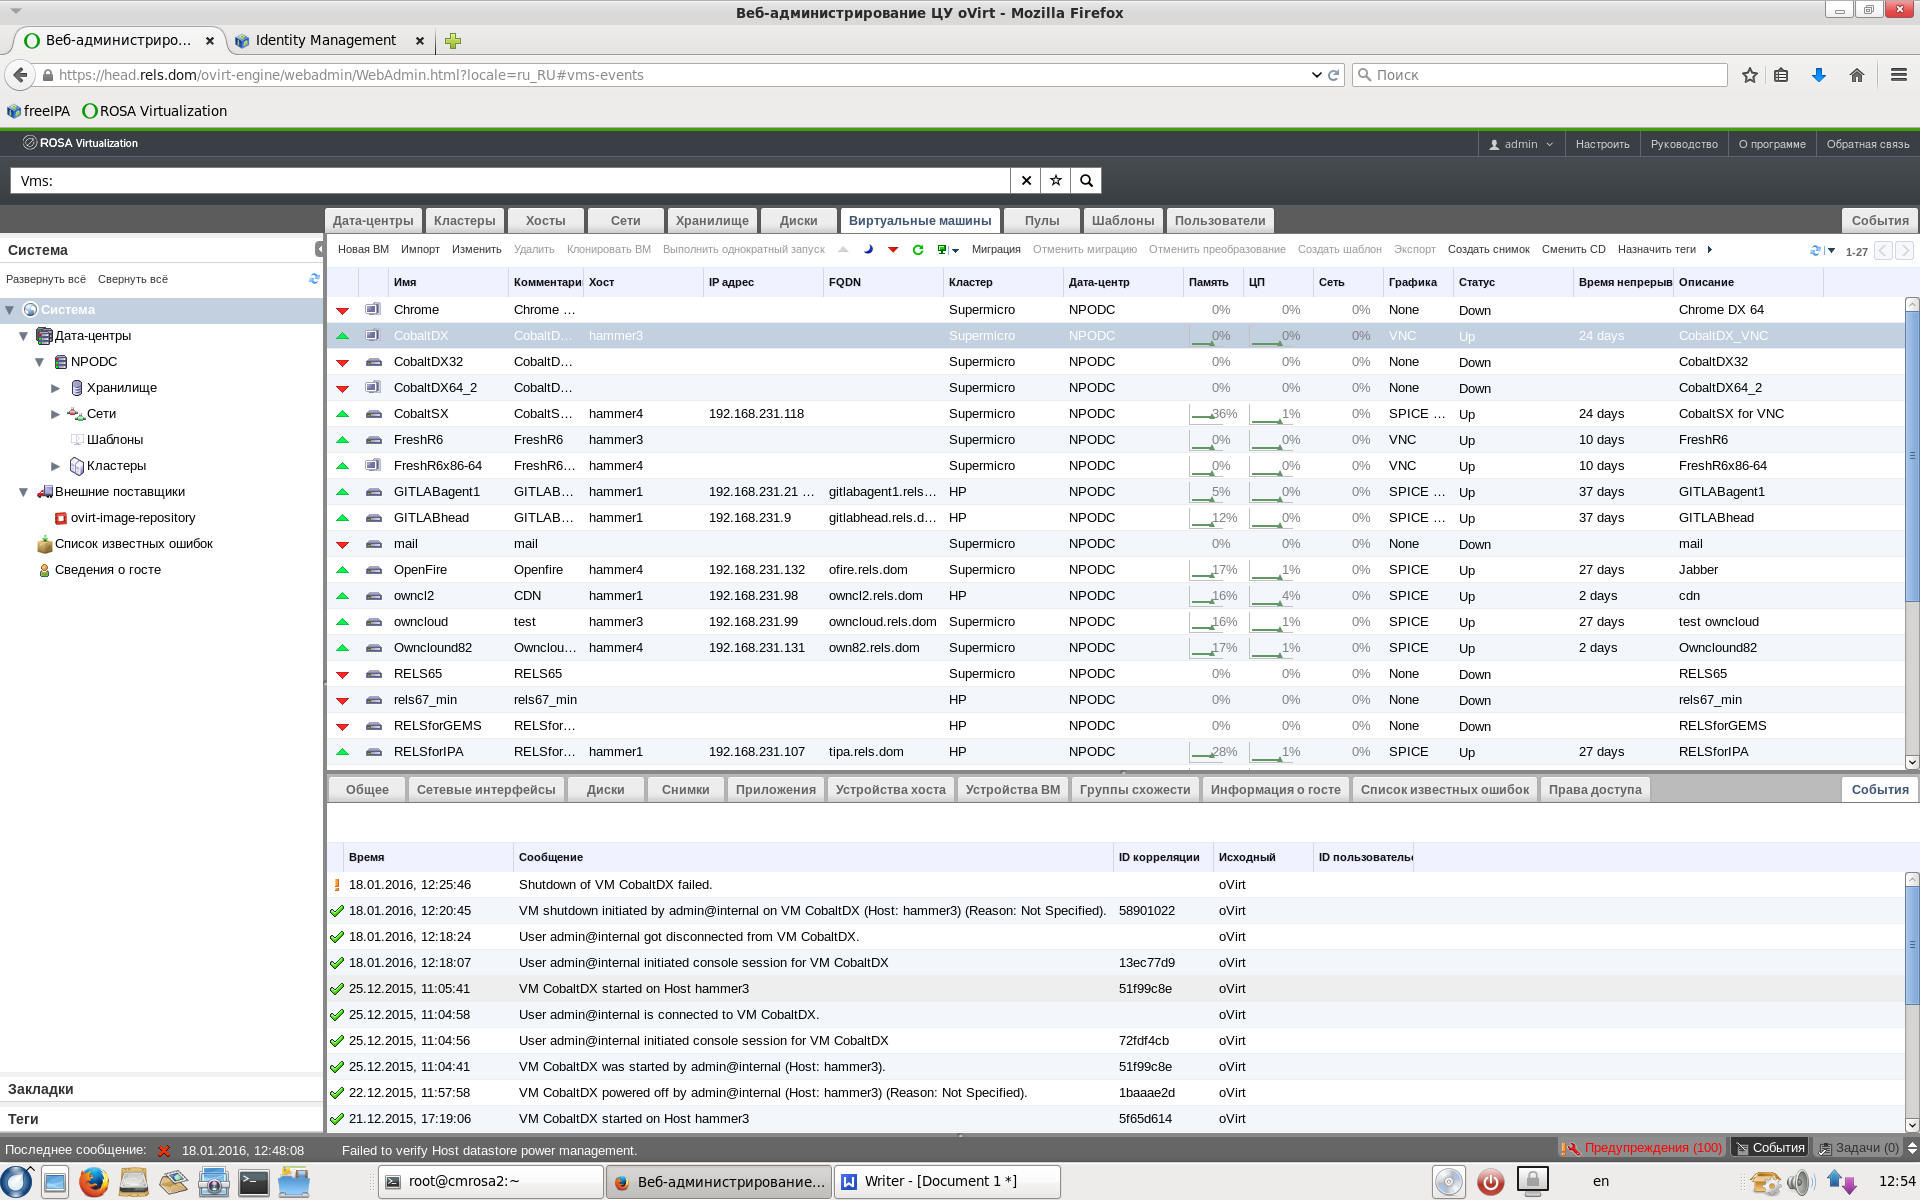 Веб-администрирование ЦУ oVirt - Mozilla Firefox
Веб-администриро...
Identity Management
https://head.rels.dom/ovirt-engine/webadmin/WebAdmin.html?locale=ru_RU#vms-events
Поиск
freeIPA
ROSA Virtualization
ROSA Virtualization
admin Настроить Руководство О программе Обратная связь
Vms:
Дата-центры Кластеры Хосты Сети Хранилище Диски Виртуальные машины Пулы Шаблоны Пользователи События
Система
Развернуть всё Свернуть всё
Система
Дата-центры
NPODC
Хранилище
Сети
Шаблоны
Кластеры
Внешние поставщики
ovirt-image-repository
Список известных ошибок
Сведения о госте
Закладки
Теги
Новая ВМ Импорт Изменить Удалить Клонировать ВМ Выполнить однократный запуск Миграция Отменить миграцию Отменить преобразование Создать шаблон Экспорт Создать снимок Сменить CD Назначить теги 1-27
Имя Комментари Хост IP адрес FQDN Кластер Дата-центр Память ЦП Сеть Графика Статус Время непрерыв Описание
Chrome Chrome ... Supermicro NPODC 0% 0% 0% None Down Chrome DX 64
CobaltDX CobaltD... hammer3 Supermicro NPODC 0% 0% 0% VNC Up 24 days CobaltDX_VNC
CobaltDX32 CobaltD... Supermicro NPODC 0% 0% 0% None Down CobaltDX32
CobaltDX64_2 CobaltD... Supermicro NPODC 0% 0% 0% None Down CobaltDX64_2
CobaltSX CobaltS... hammer4 192.168.231.118 Supermicro NPODC 36% 1% 0% SPICE ... Up 24 days CobaltSX for VNC
FreshR6 FreshR6 hammer3 Supermicro NPODC 0% 0% 0% VNC Up 10 days FreshR6
FreshR6x86-64 FreshR6... hammer4 Supermicro NPODC 0% 0% 0% VNC Up 10 days FreshR6x86-64
GITLABagent1 GITLAB... hammer1 192.168.231.21 ... gitlabagent1.rels... HP NPODC 5% 0% 0% SPICE ... Up 37 days GITLABagent1
GITLABhead GITLAB... hammer1 192.168.231.9 gitlabhead.rels.d... HP NPODC 12% 0% 0% SPICE ... Up 37 days GITLABhead
mail mail Supermicro NPODC 0% 0% 0% None Down mail
OpenFire Openfire hammer4 192.168.231.132 ofire.rels.dom Supermicro NPODC 17% 1% 0% SPICE Up 27 days Jabber
owncl2 CDN hammer1 192.168.231.98 owncl2.rels.dom HP NPODC 16% 4% 0% SPICE Up 2 days cdn
owncloud test hammer3 192.168.231.99 owncloud.rels.dom Supermicro NPODC 16% 1% 0% SPICE Up 27 days test owncloud
Ownclound82 Ownclou... hammer4 192.168.231.131 own82.rels.dom Supermicro NPODC 17% 1% 0% SPICE Up 2 days Ownclound82
RELS65 RELS65 Supermicro NPODC 0% 0% 0% None Down RELS65
rels67_min rels67_min HP NPODC 0% 0% 0% None Down rels67_min
RELSforGEMS RELSfor... HP NPODC 0% 0% 0% None Down RELSforGEMS
RELSforIPA RELSfor... hammer1 192.168.231.107 tipa.rels.dom HP NPODC 28% 1% 0% SPICE Up 27 days RELSforIPA
Общее Сетевые интерфейсы Диски Снимки Приложения Устройства хоста Устройства ВМ Группы схожести Информация о госте Список известных ошибок Права доступа События
Время Сообщение ID корреляции Исходный ID пользователь
18.01.2016, 12:25:46 Shutdown of VM CobaltDX failed. oVirt
18.01.2016, 12:20:45 VM shutdown initiated by admin@internal on VM CobaltDX (Host: hammer3) (Reason: Not Specified). 58901022 oVirt
18.01.2016, 12:18:24 User admin@internal got disconnected from VM CobaltDX. oVirt
18.01.2016, 12:18:07 User admin@internal initiated console session for VM CobaltDX 13ec77d9 oVirt
25.12.2015, 11:05:41 VM CobaltDX started on Host hammer3 51f99c8e oVirt
25.12.2015, 11:04:58 User admin@internal is connected to VM CobaltDX. oVirt
25.12.2015, 11:04:56 User admin@internal initiated console session for VM CobaltDX 72fdf4cb oVirt
25.12.2015, 11:04:41 VM CobaltDX was started by admin@internal (Host: hammer3). 51f99c8e oVirt
22.12.2015, 11:57:58 VM CobaltDX powered off by admin@internal (Host: hammer3) (Reason: Not Specified). 1baaae2d oVirt
21.12.2015, 17:19:06 VM CobaltDX started on Host hammer3 5f65d614 oVirt
Последнее сообщение: 18.01.2016, 12:48:08 Failed to verify Host datastore power management. Предупреждения (100) События Задачи (0)
root@cmrosa2:~ Веб-администрирование... Writer - [Document 1 *] en 12:54